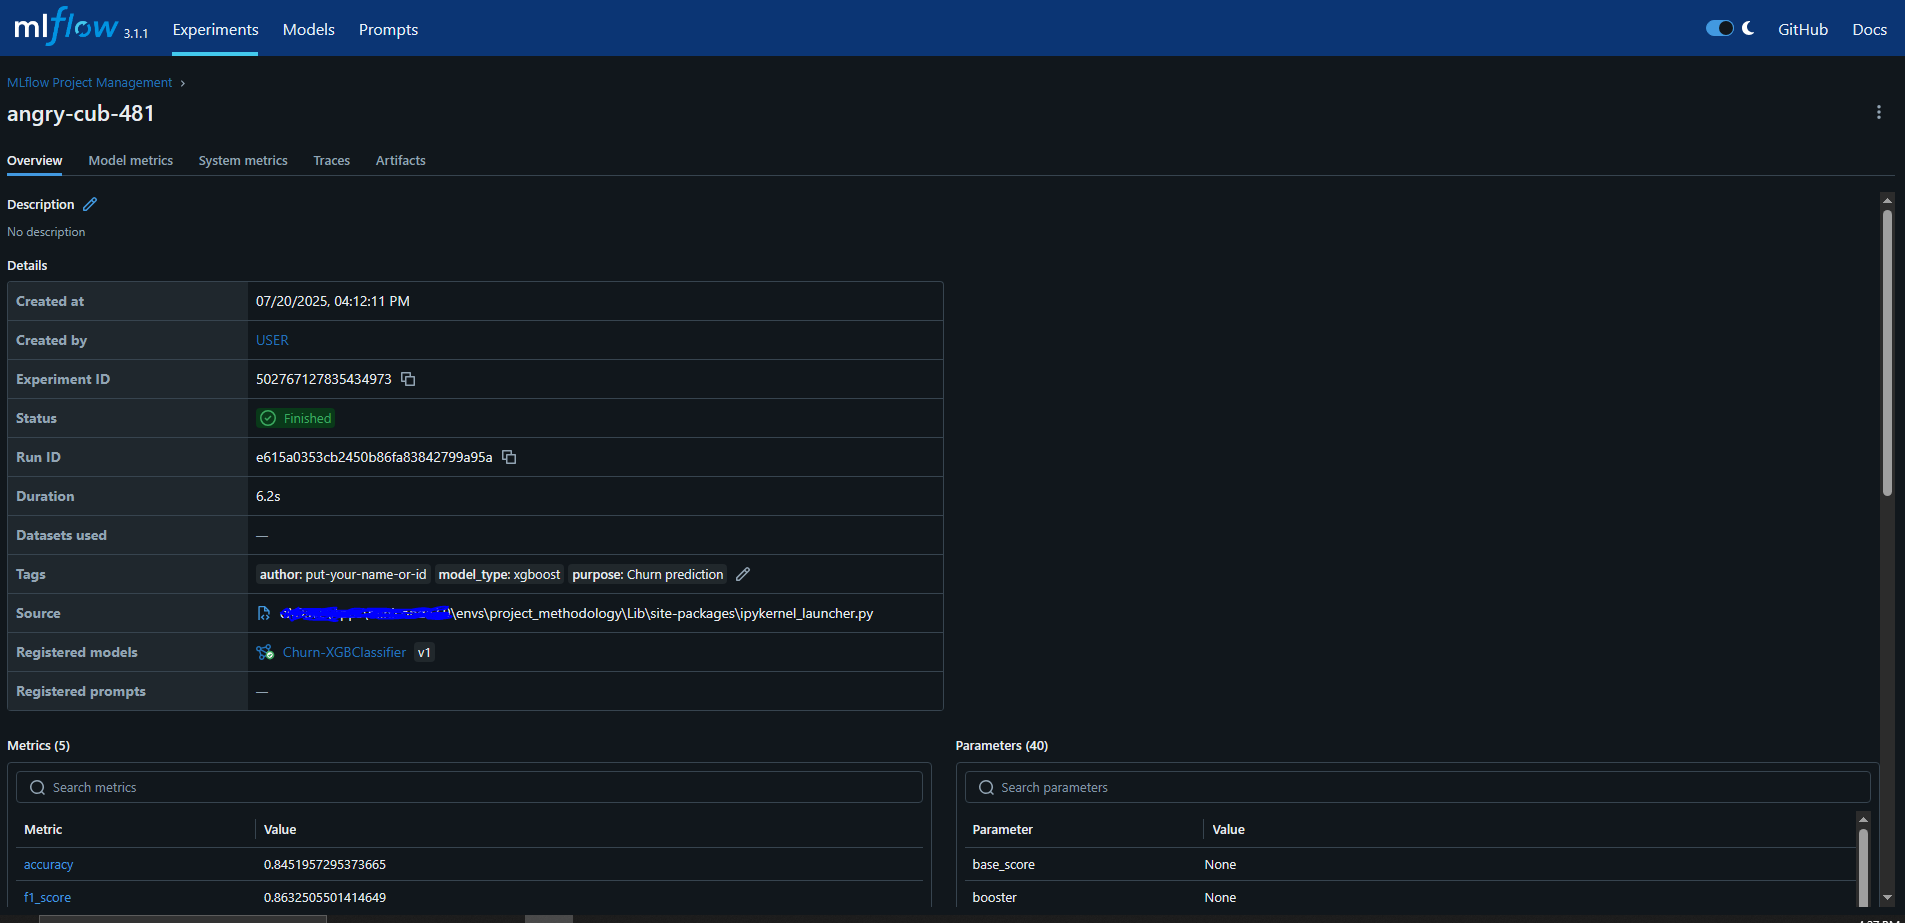 mlflow 3.1.1 Experiments Models Prompts GitHub Docs
MLflow Project Management ›
angry-cub-481
Overview Model metrics System metrics Traces Artifacts
Description
No description
Details
Created at 07/20/2025, 04:12:11 PM
Created by USER
Experiment ID 502767127835434973
Status Finished
Run ID e615a0353cb2450b86fa83842799a95a
Duration 6.2s
Datasets used —
Tags author: put-your-name-or-id model_type: xgboost purpose: Churn prediction
Source \envs\project_methodology\Lib\site-packages\ipykernel_launcher.py
Registered models Churn-XGBClassifier v1
Registered prompts —
Metrics (5) Parameters (40)
Search metrics Search parameters
Metric Value Parameter Value
accuracy 0.8451957295373665 base_score None
f1_score 0.8632505501414649 booster None